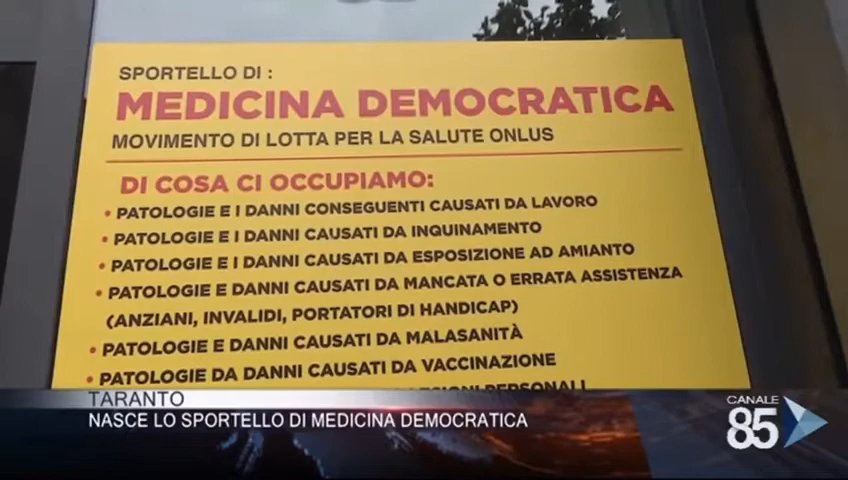 SPORTELLO DI :
MEDICINA DEMOCRATICA
MOVIMENTO DI LOTTA PER LA SALUTE ONLUS
DI COSA CI OCCUPIAMO:
• PATOLOGIE E I DANNI CONSEGUENTI CAUSATI DA LAVORO
• PATOLOGIE E I DANNI CAUSATI DA INQUINAMENTO
• PATOLOGIE E I DANNI CAUSATI DA ESPOSIZIONE AD AMIANTO
• PATOLOGIE E DANNI CAUSATI DA MANCATA O ERRATA ASSISTENZA
(ANZIANI, INVALIDI, PORTATORI DI HANDICAP)
• PATOLOGIE E DANNI CAUSATI DA MALASANITÀ
• PATOLOGIE DA DANNI CAUSATI DA VACCINAZIONE
PERSONALI
TARANTO
NASCE LO SPORTELLO DI MEDICINA DEMOCRATICA
CANALE
85